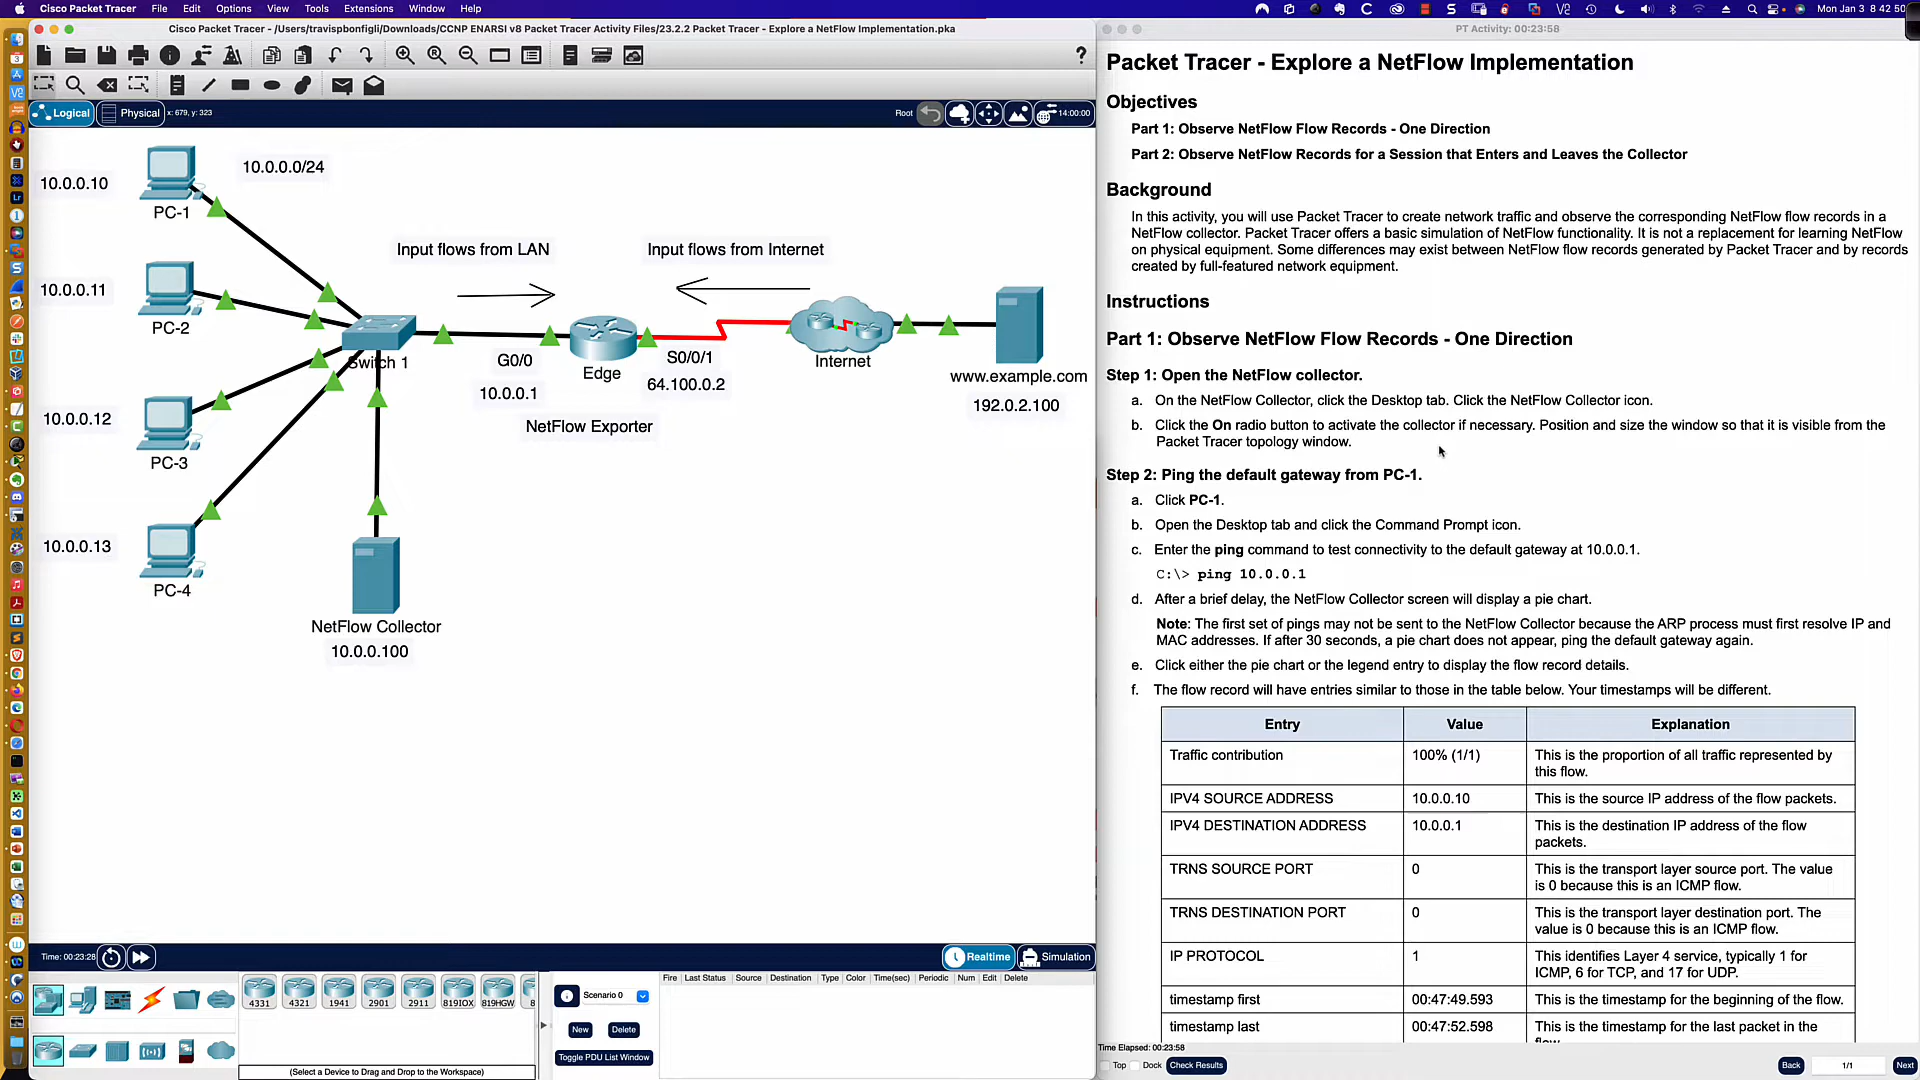 Cisco Packet Tracer File Edit Options View Tools Extensions Window Help
Mon Jan 3 8 42 50
Cisco Packet Tracer - /Users/travispbonfigli/Downloads/CCNP ENARSI v8 Packet Tracer Activity Files/23.2.2 Packet Tracer - Explore a NetFlow Implementation.pka
Logical
Physical
x: 679, y: 323
Root
14:00:00
10.0.0.10
PC-1
10.0.0.0/24
Input flows from LAN
Input flows from Internet
10.0.0.11
PC-2
Switch 1
G0/0
10.0.0.1
Edge
NetFlow Exporter
S0/0/1
64.100.0.2
Internet
www.example.com
192.0.2.100
10.0.0.12
PC-3
10.0.0.13
PC-4
NetFlow Collector
10.0.0.100
Time: 00:23:28
Realtime
Simulation
4331
4321
1941
2901
2911
819IOX
819HGW
8
(Select a Device to Drag and Drop to the Workspace)
Scenario 0
New
Delete
Toggle PDU List Window
Fire Last Status Source Destination Type Color Time(sec) Periodic Num Edit Delete
PT Activity: 00:23:58
Packet Tracer - Explore a NetFlow Implementation
Objectives
Part 1: Observe NetFlow Flow Records - One Direction
Part 2: Observe NetFlow Records for a Session that Enters and Leaves the Collector
Background
In this activity, you will use Packet Tracer to create network traffic and observe the corresponding NetFlow flow records in a
NetFlow collector. Packet Tracer offers a basic simulation of NetFlow functionality. It is not a replacement for learning NetFlow
on physical equipment. Some differences may exist between NetFlow flow records generated by Packet Tracer and by records
created by full-featured network equipment.
Instructions
Part 1: Observe NetFlow Flow Records - One Direction
Step 1: Open the NetFlow collector.
a. On the NetFlow Collector, click the Desktop tab. Click the NetFlow Collector icon.
b. Click the On radio button to activate the collector if necessary. Position and size the window so that it is visible from the
Packet Tracer topology window.
Step 2: Ping the default gateway from PC-1.
a. Click PC-1.
b. Open the Desktop tab and click the Command Prompt icon.
c. Enter the ping command to test connectivity to the default gateway at 10.0.0.1.
C:\> ping 10.0.0.1
d. After a brief delay, the NetFlow Collector screen will display a pie chart.
Note: The first set of pings may not be sent to the NetFlow Collector because the ARP process must first resolve IP and
MAC addresses. If after 30 seconds, a pie chart does not appear, ping the default gateway again.
e. Click either the pie chart or the legend entry to display the flow record details.
f. The flow record will have entries similar to those in the table below. Your timestamps will be different.
Entry Value Explanation
Traffic contribution 100% (1/1) This is the proportion of all traffic represented by
this flow.
IPV4 SOURCE ADDRESS 10.0.0.10 This is the source IP address of the flow packets.
IPV4 DESTINATION ADDRESS 10.0.0.1 This is the destination IP address of the flow
packets.
TRNS SOURCE PORT 0 This is the transport layer source port. The value
is 0 because this is an ICMP flow.
TRNS DESTINATION PORT 0 This is the transport layer destination port. The
value is 0 because this is an ICMP flow.
IP PROTOCOL 1 This identifies Layer 4 service, typically 1 for
ICMP, 6 for TCP, and 17 for UDP.
timestamp first 00:47:49.593 This is the timestamp for the beginning of the flow.
timestamp last 00:47:52.598 This is the timestamp for the last packet in the
Time Elapsed: 00:23:58
Top
Dock
Check Results
Back
1/1
Next